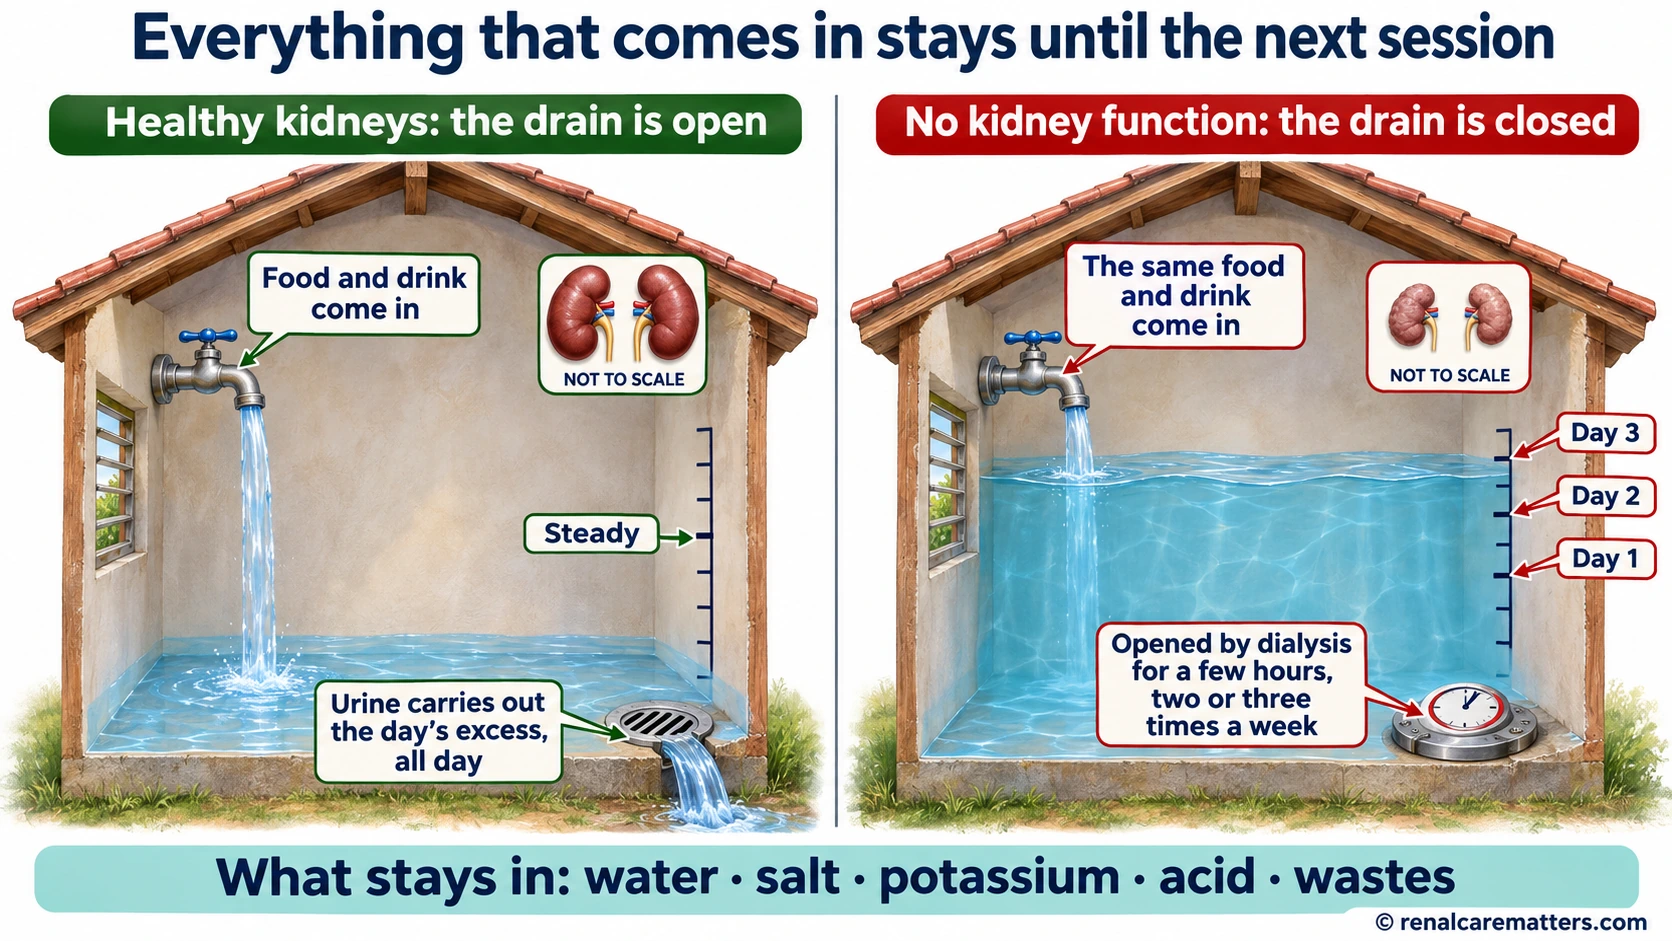 Everything that comes in stays until the next session
Healthy kidneys: the drain is open
Food and drink
come in
NOT TO SCALE
Steady
Urine carries out
the day's excess,
all day
No kidney function: the drain is closed
The same food
and drink
come in
NOT TO SCALE
Day 3
Day 2
Day 1
Opened by dialysis
for a few hours,
two or three
times a week
What stays in: water · salt · potassium · acid · wastes
© renalcarematters.com